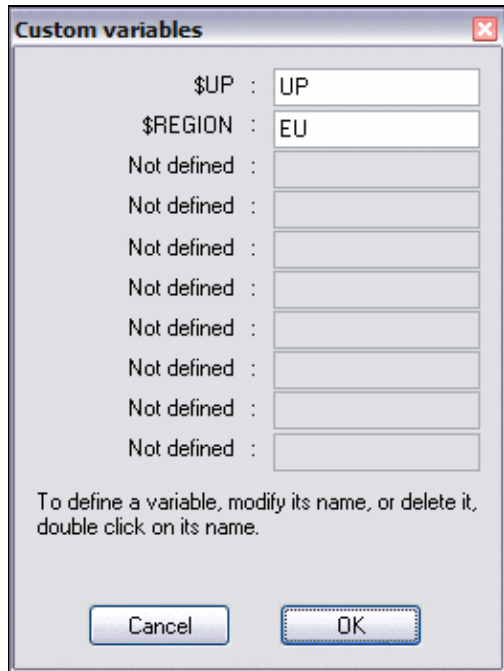 Custom variables
$UP : UP
$REGION : EU
Not defined :
Not defined :
Not defined :
Not defined :
Not defined :
Not defined :
Not defined :
Not defined :
To define a variable, modify its name, or delete it,
double click on its name.
Cancel OK